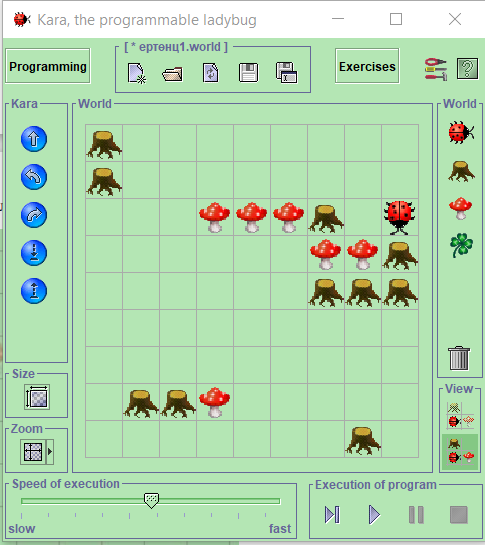 Kara, the programmable ladybug
[ * ертенц1.world ]
Programming
Exercises
Kara
World
World
Size
View
Zoom
Speed of execution
slow
fast
Execution of program